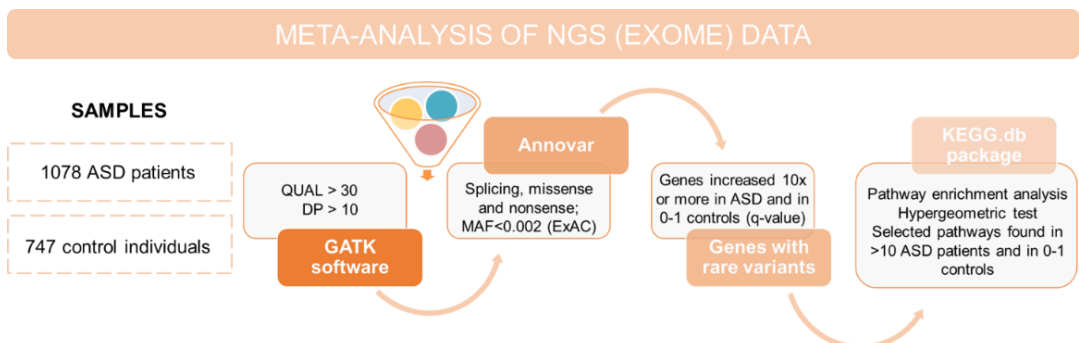 META-ANALYSIS OF NGS (EXOME) DATA
SAMPLES
1078 ASD patients
747 control individuals
QUAL > 30
DP > 10
GATK
software
Annovar
Splicing, missense
and nonsense;
MAF<0.002 (ExAC)
Genes increased 10x
or more in ASD and in
0-1 controls (q-value)
Genes with
rare variants
KEGG.db
package
Pathway enrichment analysis
Hypergeometric test
Selected pathways found in
>10 ASD patients and in 0-1
controls